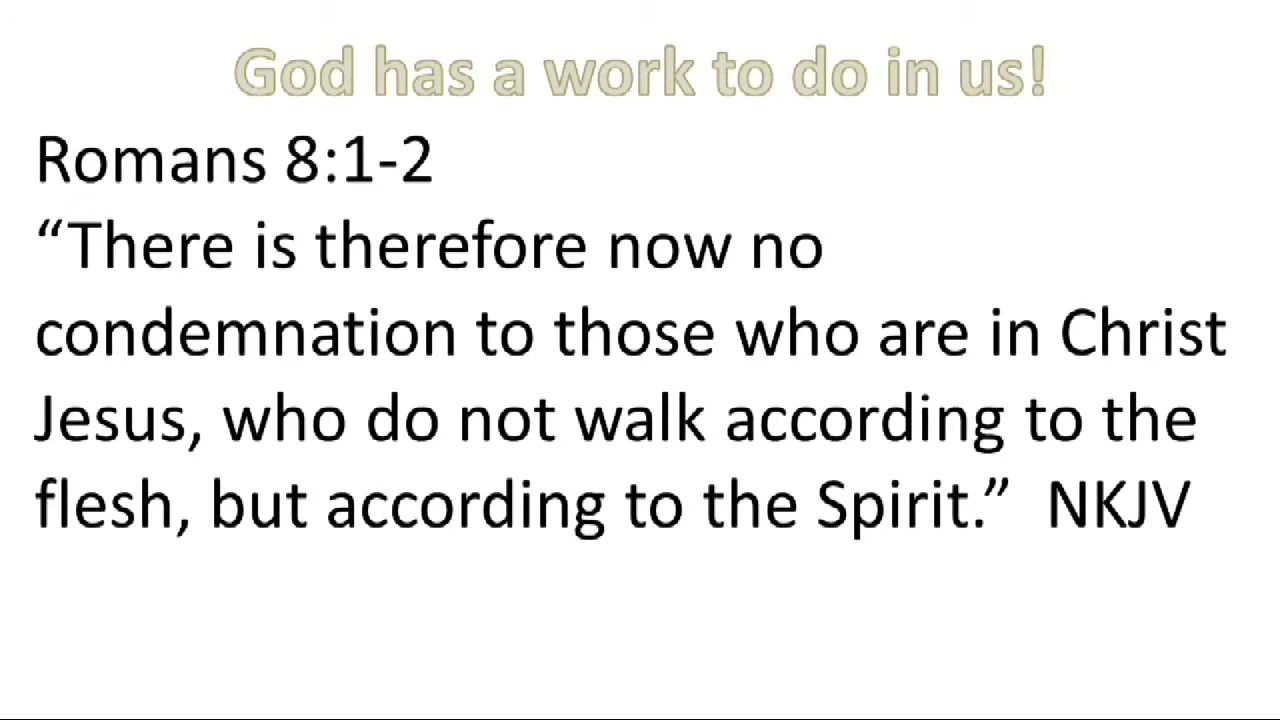 God has a work to do in us!
Romans 8:1-2
“There is therefore now no
condemnation to those who are in Christ
Jesus, who do not walk according to the
flesh, but according to the Spirit.”  NKJV